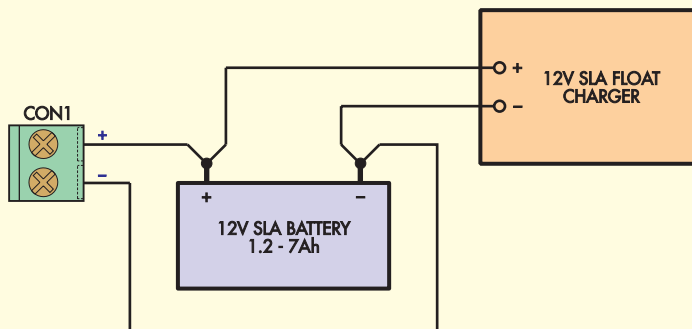 CON1
+
–
+
–
12V SLA FLOAT
CHARGER
+ –
12V SLA BATTERY
1.2 - 7Ah